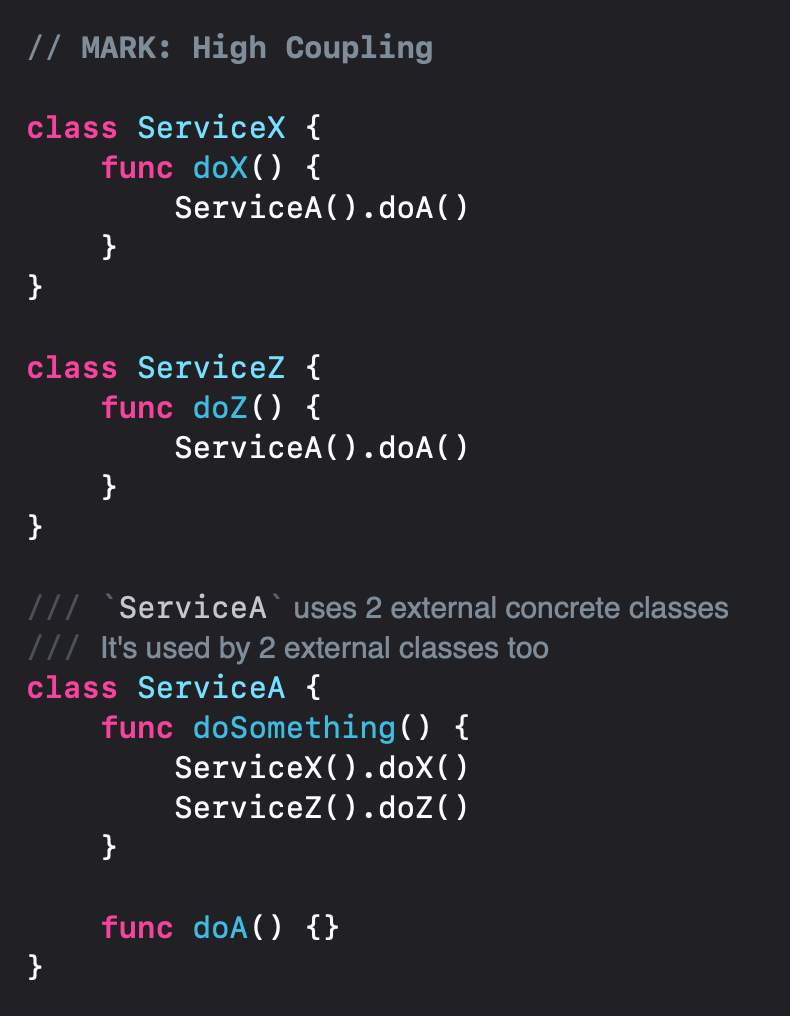 // MARK: High Coupling
class ServiceX {
func doX() {
ServiceA().doA()
}
}
class ServiceZ {
func doZ() {
ServiceA().doA()
}
}
/// `ServiceA` uses 2 external concrete classes
/// It's used by 2 external classes too
class ServiceA {
func doSomething() {
ServiceX().doX()
ServiceZ().doZ()
}
func doA() {}
}